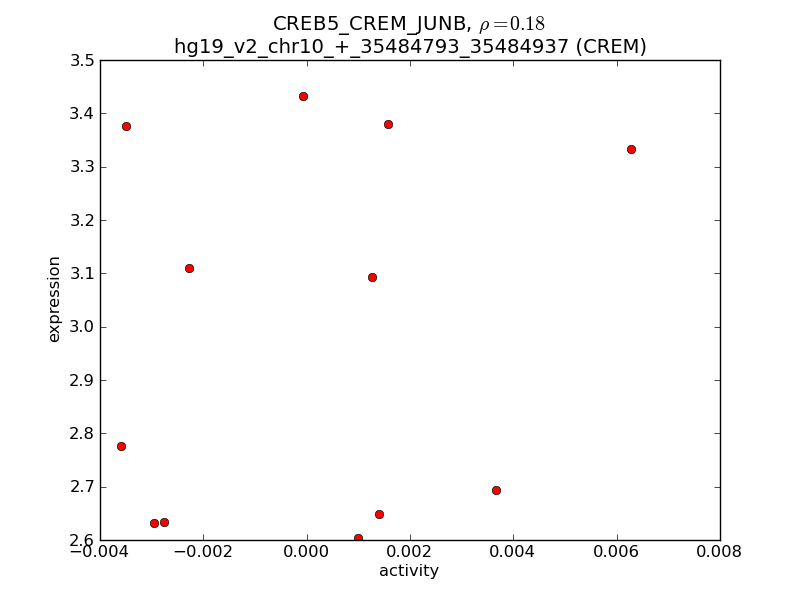 CREB5_CREM_JUNB, ρ=0.18
hg19_v2_chr10_+_35484793_35484937 (CREM)
3.5
3.4
3.3
3.2
3.1
3.0
2.9
2.8
2.7
2.6
expression
−0.004 −0.002 0.000 0.002 0.004 0.006 0.008
activity